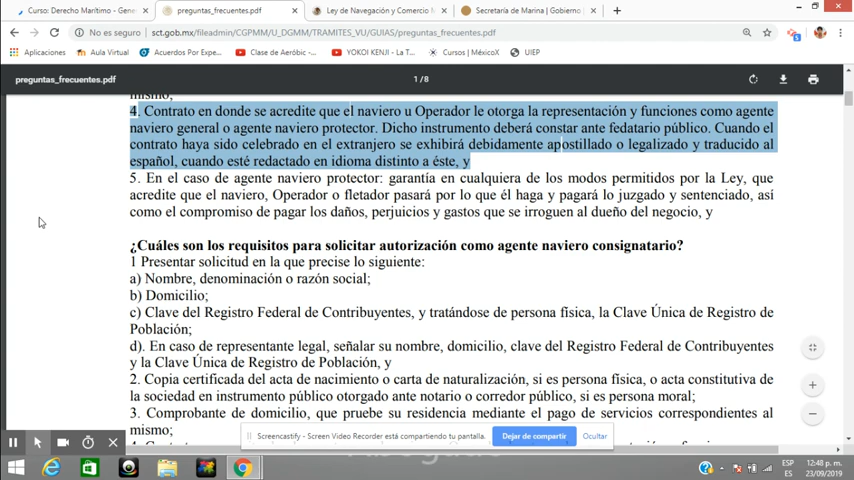 Curso: Derecho Marítimo - Gene
preguntas_frecuentes.pdf
Ley de Navegación y Comercio M
Secretaría de Marina | Gobierno
No es seguro
sct.gob.mx/fileadmin/CGPMM/U_DGMM/TRAMITES_VU/GUIAS/preguntas_frecuentes.pdf
Aplicaciones
Aula Virtual
Acuerdos Por Espe...
Clase de Aeróbic -...
YOKOI KENJI - La T...
Cursos | MéxicoX
UIEP
preguntas_frecuentes.pdf
1 / 8
mismo;
4. Contrato en donde se acredite que el naviero u Operador le otorga la representación y funciones como agente
naviero general o agente naviero protector. Dicho instrumento deberá constar ante fedatario público. Cuando el
contrato haya sido celebrado en el extranjero se exhibirá debidamente apostillado o legalizado y traducido al
español, cuando esté redactado en idioma distinto a éste, y
5. En el caso de agente naviero protector: garantía en cualquiera de los modos permitidos por la Ley, que
acredite que el naviero, Operador o fletador pasará por lo que él haga y pagará lo juzgado y sentenciado, así
como el compromiso de pagar los daños, perjuicios y gastos que se irroguen al dueño del negocio, y
¿Cuáles son los requisitos para solicitar autorización como agente naviero consignatario?
1 Presentar solicitud en la que precise lo siguiente:
a) Nombre, denominación o razón social;
b) Domicilio;
c) Clave del Registro Federal de Contribuyentes, y tratándose de persona física, la Clave Única de Registro de
Población;
d). En caso de representante legal, señalar su nombre, domicilio, clave del Registro Federal de Contribuyentes
y la Clave Única de Registro de Población, y
2. Copia certificada del acta de nacimiento o carta de naturalización, si es persona física, o acta constitutiva de
la sociedad en instrumento público otorgado ante notario o corredor público, si es persona moral;
3. Comprobante de domicilio, que pruebe su residencia mediante el pago de servicios correspondientes al
mismo;
Screencastify - Screen Video Recorder está compartiendo tu pantalla.
Dejar de compartir
Ocultar
ESP
ES
12:48 p. m.
23/09/2019